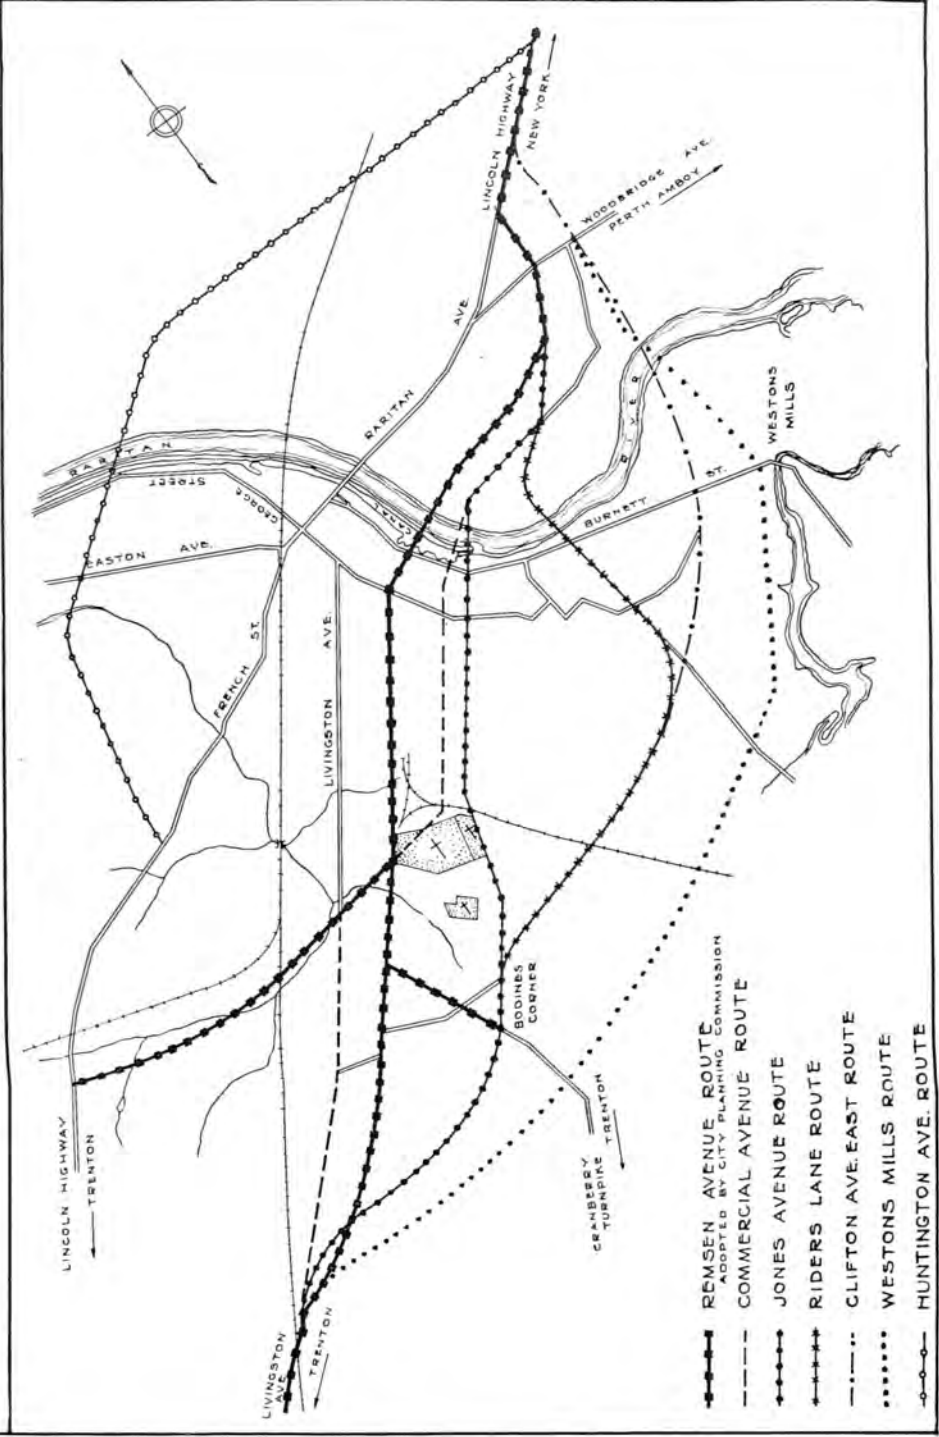 LINCOLN HIGHWAY
NEW YORK
WOODBRIDGE AVE.
PERTH AMBOY
AVE.
RARITAN
RARITAN
STREET
GEORGE
CANAL
RIVER
WESTONS
MILLS
BURNETT ST.
EASTON AVE.
FRENCH ST.
LIVINGSTON AVE.
BODINES
CORNER
LINCOLN HIGHWAY
TRENTON
CRANBERRY
TURNPIKE
TRENTON
LIVINGSTON
AVE.
TRENTON
REMSEN AVENUE ROUTE
ADOPTED BY CITY PLANNING COMMISSION
COMMERCIAL AVENUE ROUTE
JONES AVENUE ROUTE
RIDERS LANE ROUTE
CLIFTON AVE. EAST ROUTE
WESTONS MILLS ROUTE
HUNTINGTON AVE. ROUTE